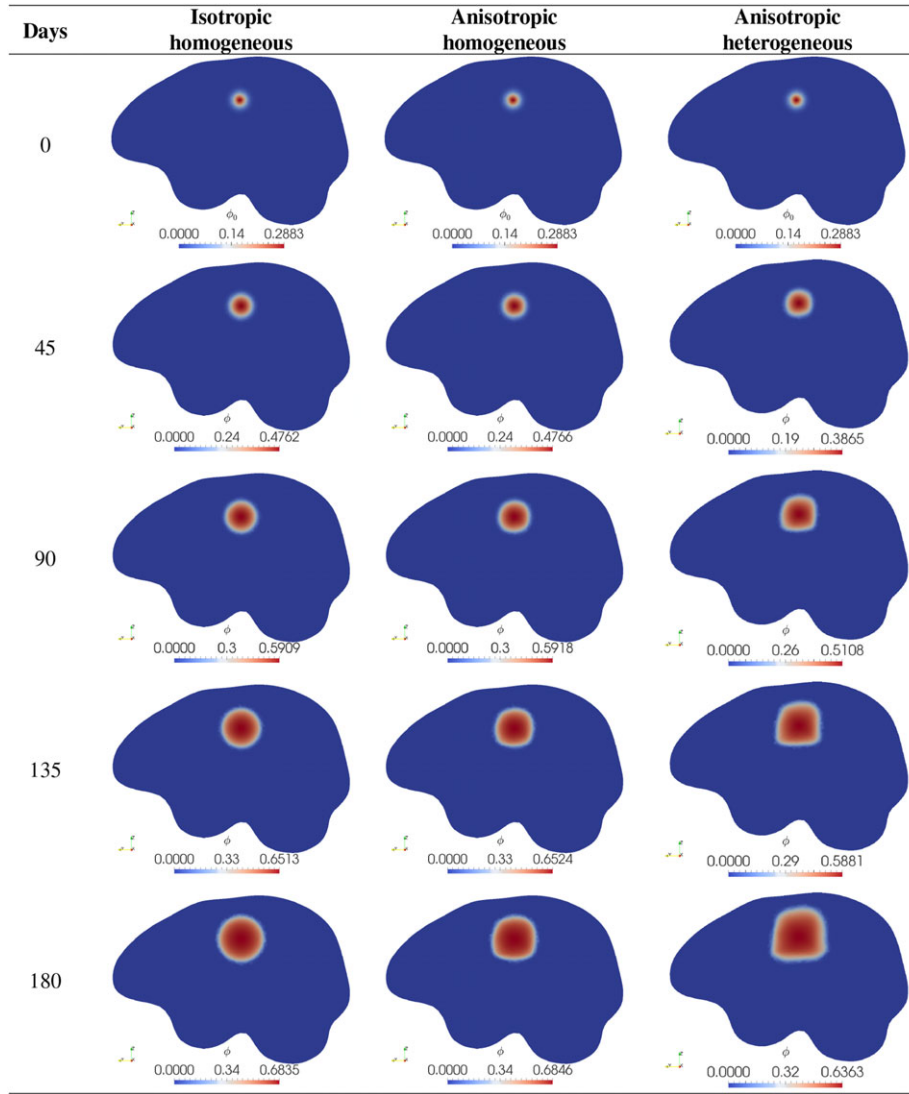 Days Isotropic homogeneous Anisotropic homogeneous Anisotropic heterogeneous
0
ϕ₀ ϕ₀ ϕ₀
0.0000 0.14 0.2883 0.0000 0.14 0.2883 0.0000 0.14 0.2883
45
ϕ ϕ ϕ
0.0000 0.24 0.4762 0.0000 0.24 0.4766 0.0000 0.19 0.3865
90
ϕ ϕ ϕ
0.0000 0.3 0.5909 0.0000 0.3 0.5918 0.0000 0.26 0.5108
135
ϕ ϕ ϕ
0.0000 0.33 0.6513 0.0000 0.33 0.6524 0.0000 0.29 0.5881
180
ϕ ϕ ϕ
0.0000 0.34 0.6835 0.0000 0.34 0.6846 0.0000 0.32 0.6363